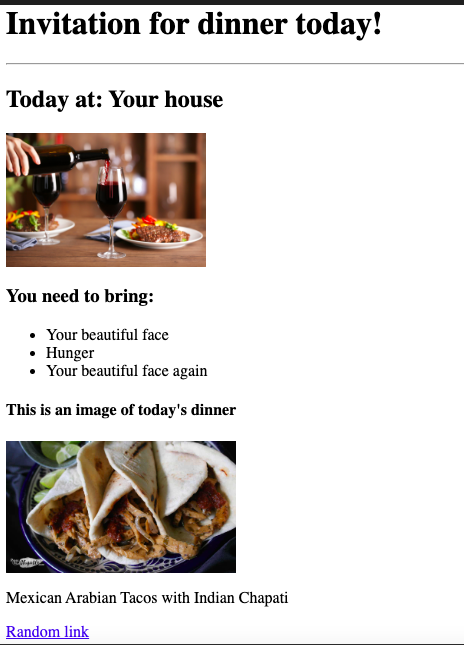 Invitation for dinner today!
Today at: Your house
You need to bring:
Your beautiful face
Hunger
Your beautiful face again
This is an image of today's dinner
Mexican Arabian Tacos with Indian Chapati
Random link